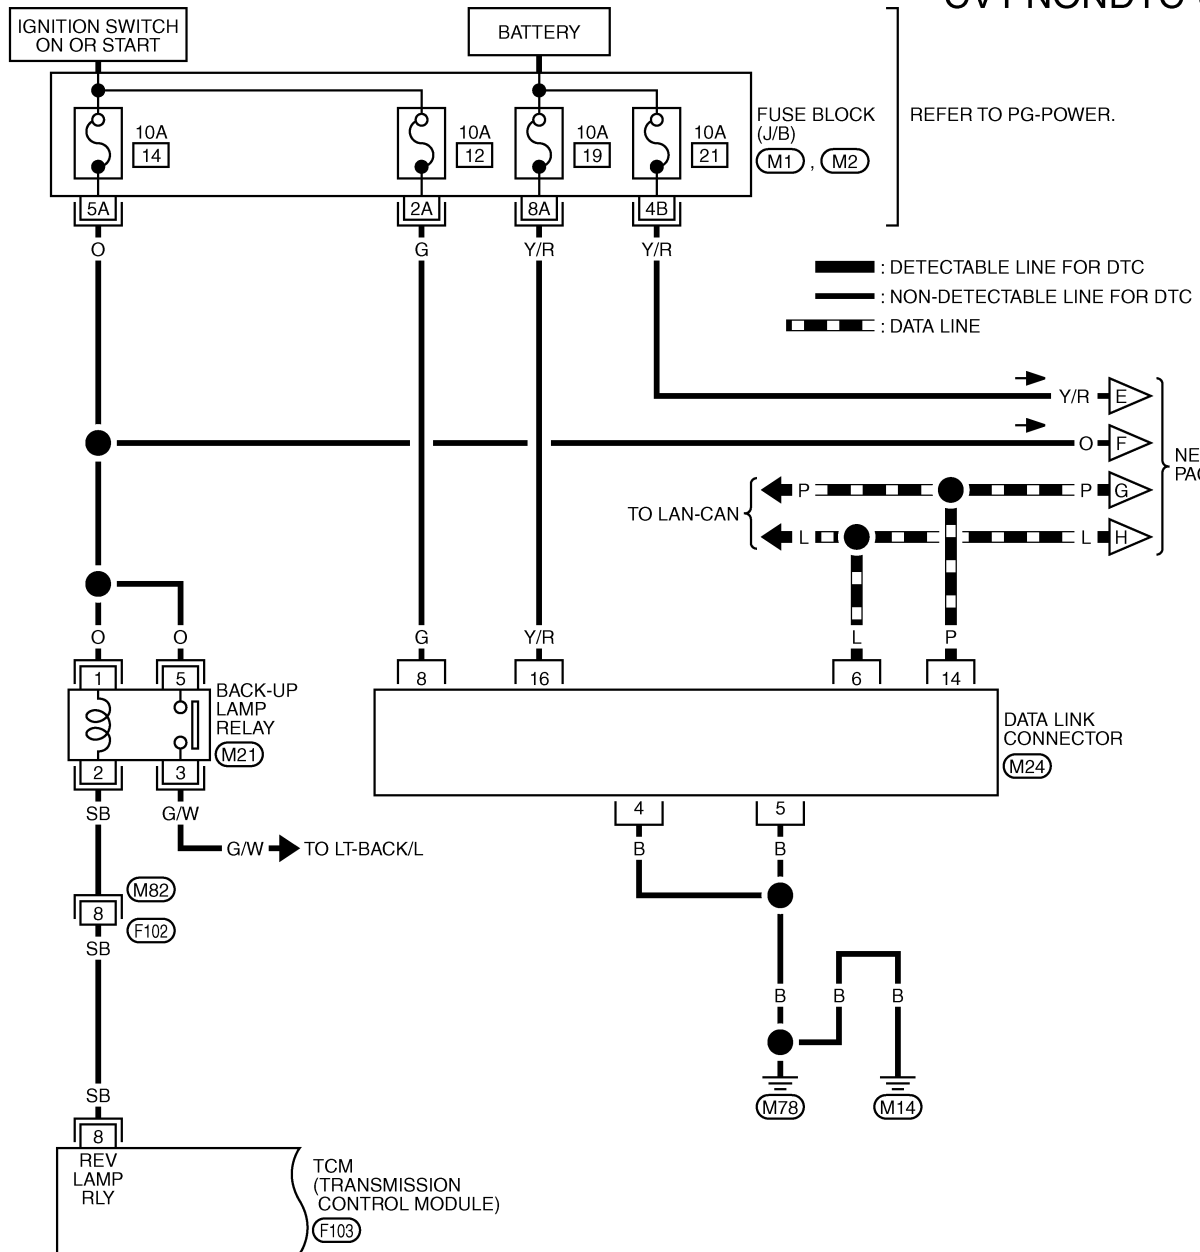 IGNITION SWITCH
ON OR START
BATTERY
10A
14
10A
12
10A
19
10A
21
FUSE BLOCK
(J/B)
M1 , M2
REFER TO PG-POWER.
5A
2A
8A
4B
O
G
Y/R
Y/R
: DETECTABLE LINE FOR DTC
: NON-DETECTABLE LINE FOR DTC
: DATA LINE
Y/R
E
O
F
P
P
G
TO LAN-CAN
L
L
H
O
O
G
Y/R
L
P
1
5
8
16
6
14
BACK-UP
LAMP
RELAY
M21
DATA LINK
CONNECTOR
M24
2
3
4
5
SB
G/W
G/W
TO LT-BACK/L
B
B
M82
8
F102
SB
B
B
B
SB
M78
M14
8
REV
LAMP
RLY
TCM
(TRANSMISSION
CONTROL MODULE)
F103